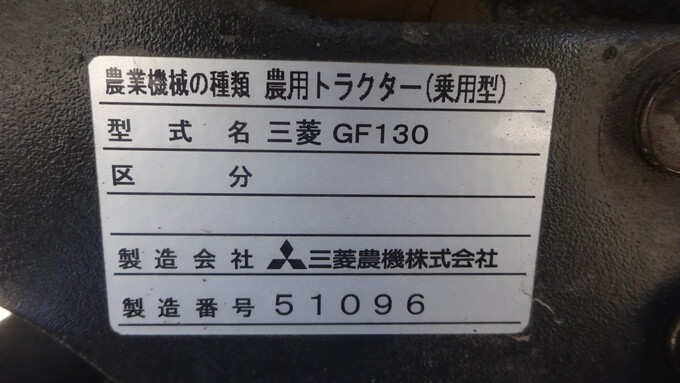 農業機械の種類 農用トラクター(乗用型)
型式名 三菱 GF130
区分
製造会社 三菱農機株式会社
製造番号 51096